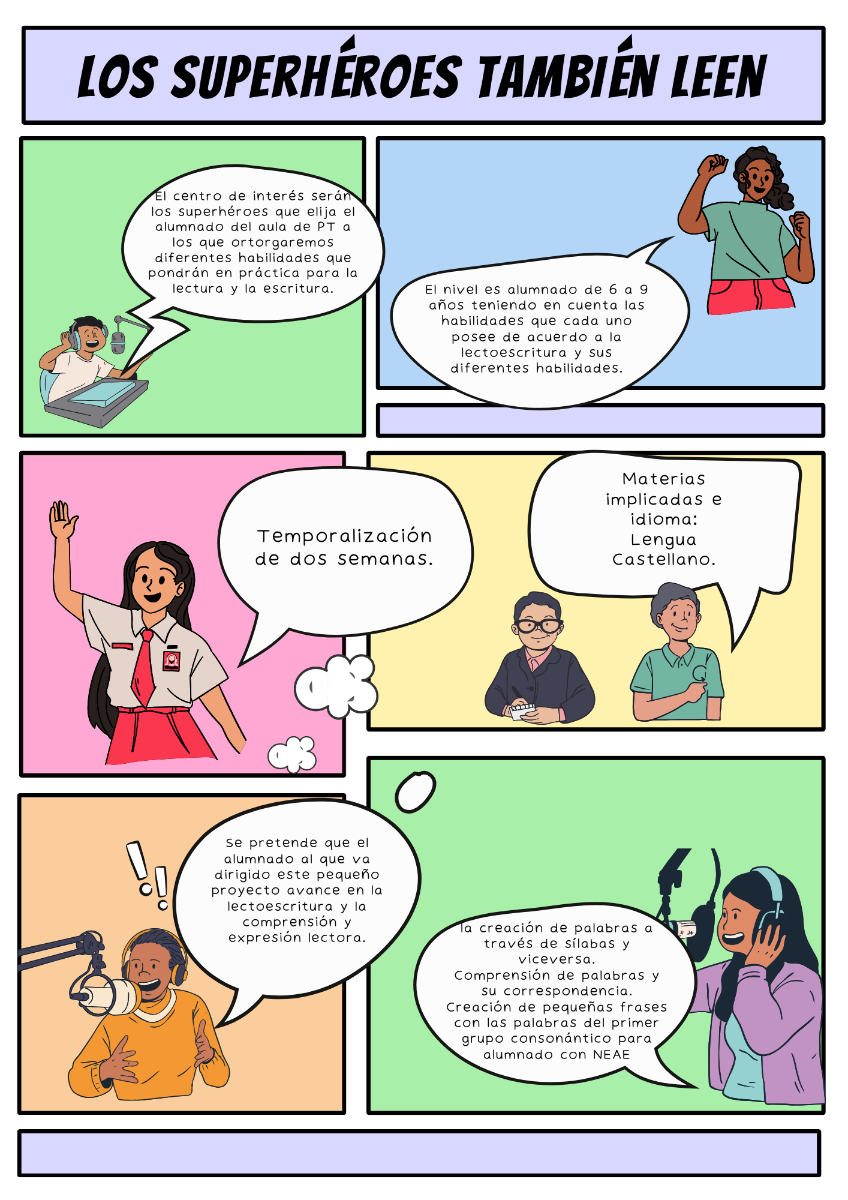 LOS SUPERHÉROES TAMBIÉN LEEN
El centro de interés serán
los superhéroes que elija el
alumnado del aula de PT a
los que ortorgaremos
diferentes habilidades que
pondrán en práctica para la
lectura y la escritura.
El nivel es alumnado de 6 a 9
años teniendo en cuenta las
habilidades que cada uno
posee de acuerdo a la
lectoescritura y sus
diferentes habilidades.
Temporalización
de dos semanas.
Materias
implicadas e
idioma:
Lengua
Castellano.
Se pretende que el
alumnado al que va
dirigido este pequeño
proyecto avance en la
lectoescritura y la
comprensión y
expresión lectora.
la creación de palabras a
través de sílabas y
viceversa.
Comprensión de palabras y
su correspondencia.
Creación de pequeñas frases
con las palabras del primer
grupo consonántico para
alumnado con NEAE